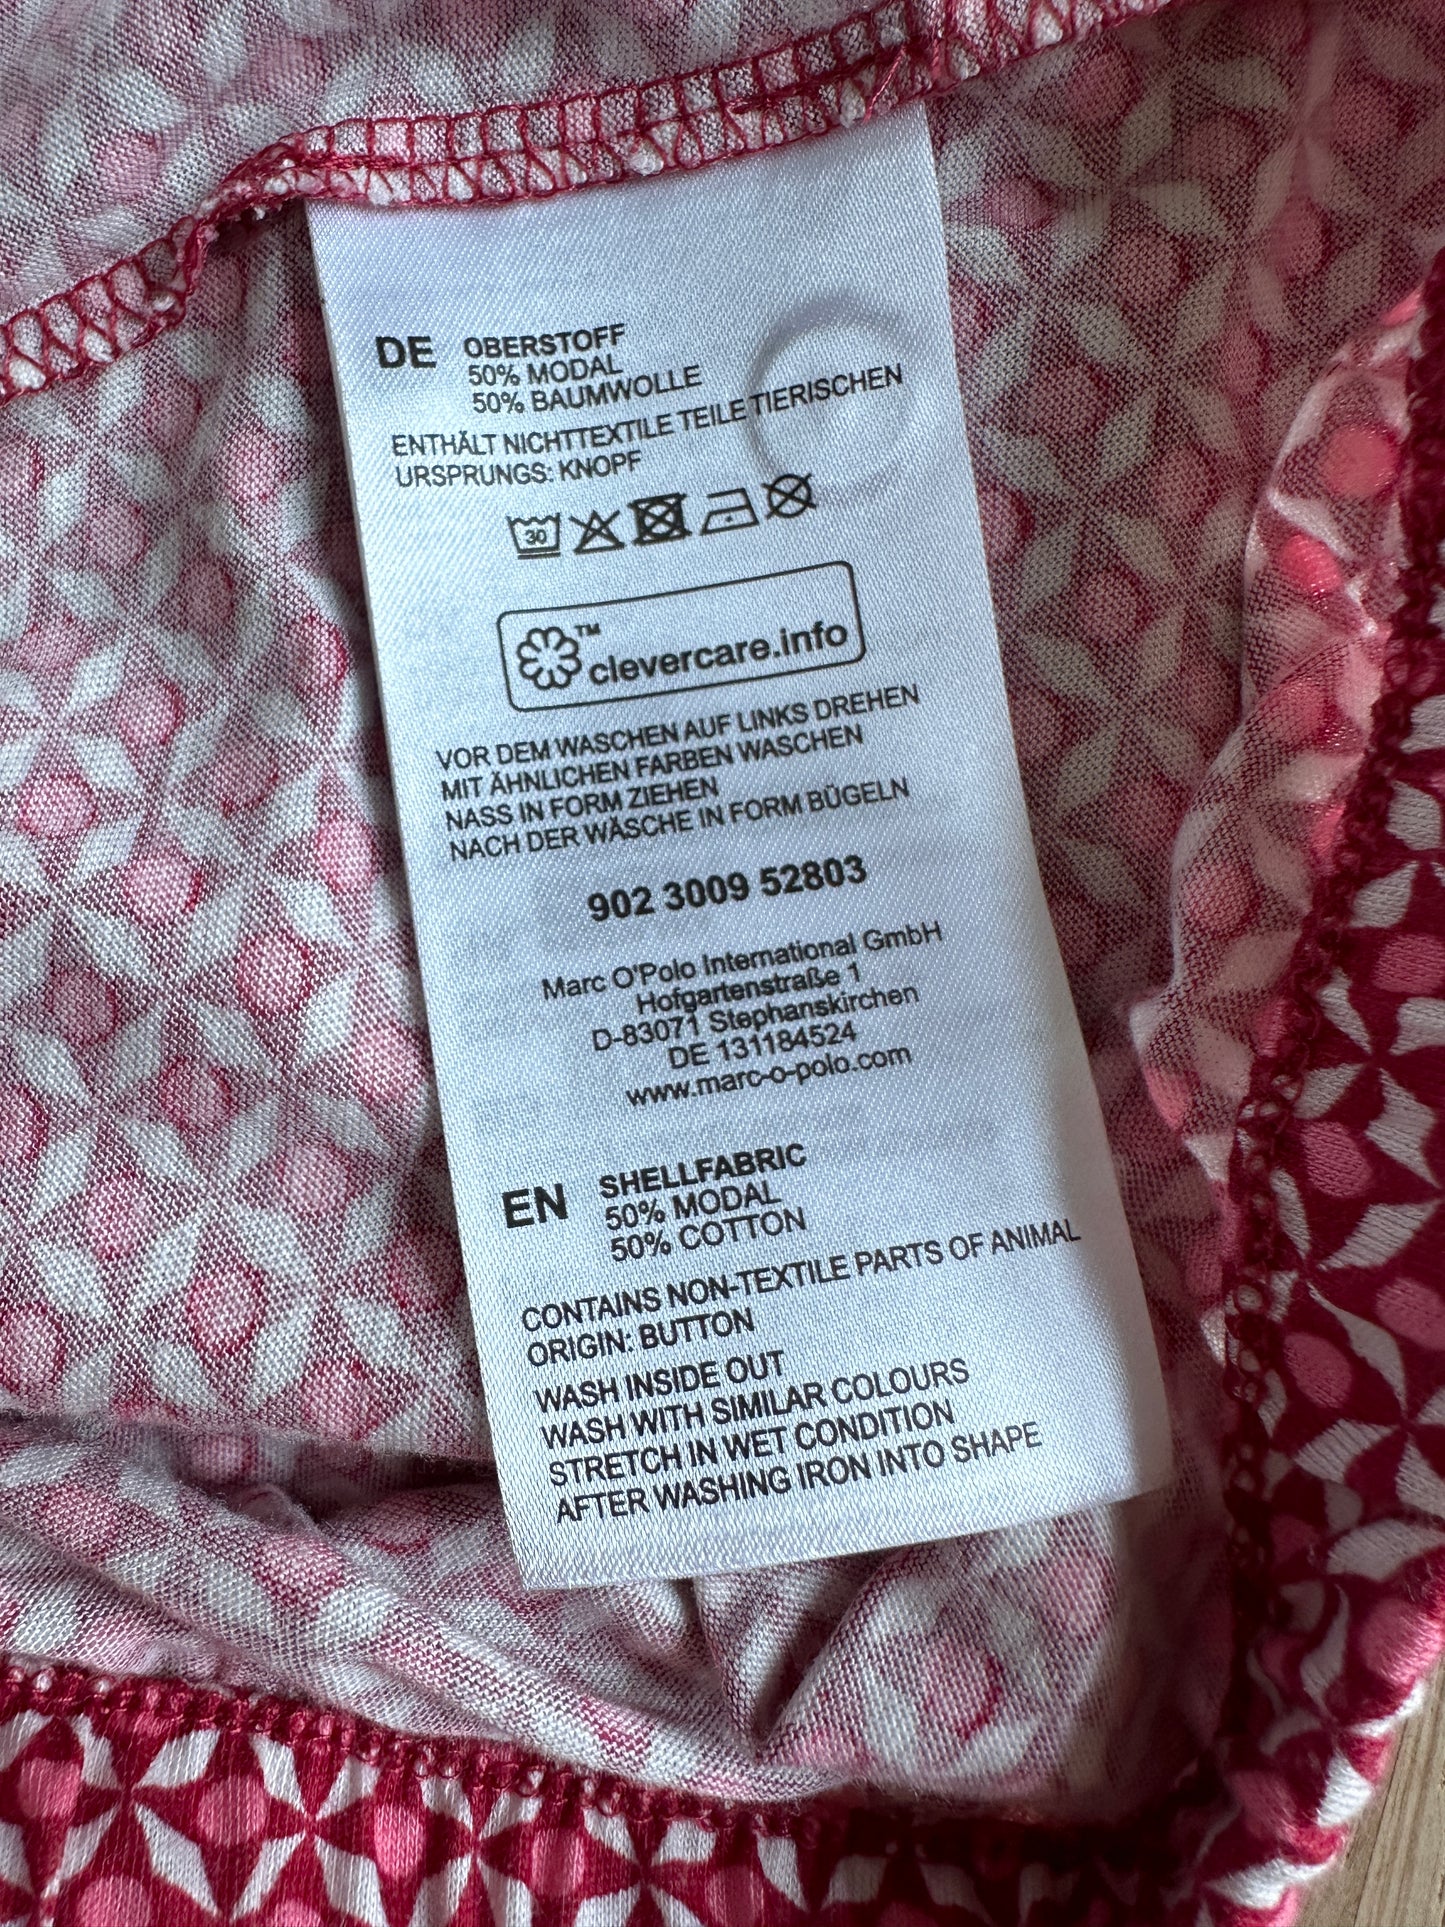 DE OBERSTOFF
50% MODAL
50% BAUMWOLLE
ENTHÄLT NICHTTEXTILE TEILE TIERISCHEN
URSPRUNGS: KNOPF
30
TM
clevercare.info
VOR DEM WASCHEN AUF LINKS DREHEN
MIT ÄHNLICHEN FARBEN WASCHEN
NASS IN FORM ZIEHEN
NACH DER WÄSCHE IN FORM BÜGELN
902 3009 52803
Marc O'Polo International GmbH
Hofgartenstraße 1
D-83071 Stephanskirchen
DE 131184524
www.marc-o-polo.com
EN SHELLFABRIC
50% MODAL
50% COTTON
CONTAINS NON-TEXTILE PARTS OF ANIMAL
ORIGIN: BUTTON
WASH INSIDE OUT
WASH WITH SIMILAR COLOURS
STRETCH IN WET CONDITION
AFTER WASHING IRON INTO SHAPE